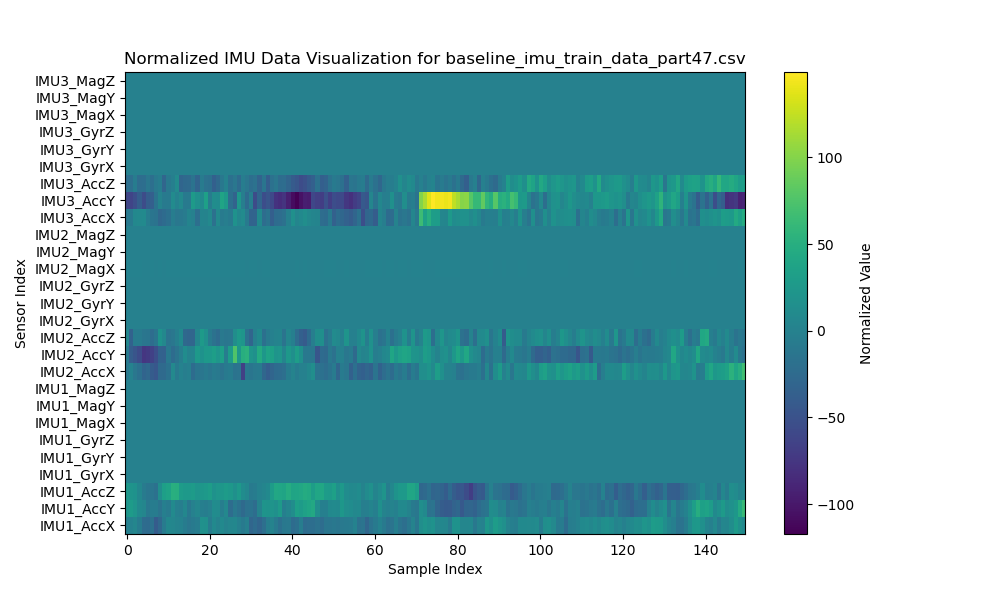 Normalized IMU Data Visualization for baseline_imu_train_data_part47.csv
IMU3_MagZ
IMU3_MagY
IMU3_MagX
IMU3_GyrZ
IMU3_GyrY
IMU3_GyrX
IMU3_AccZ
IMU3_AccY
IMU3_AccX
IMU2_MagZ
IMU2_MagY
IMU2_MagX
IMU2_GyrZ
IMU2_GyrY
IMU2_GyrX
IMU2_AccZ
IMU2_AccY
IMU2_AccX
IMU1_MagZ
IMU1_MagY
IMU1_MagX
IMU1_GyrZ
IMU1_GyrY
IMU1_GyrX
IMU1_AccZ
IMU1_AccY
IMU1_AccX
Sensor Index
0 20 40 60 80 100 120 140
Sample Index
100
50
0
−50
−100
Normalized Value